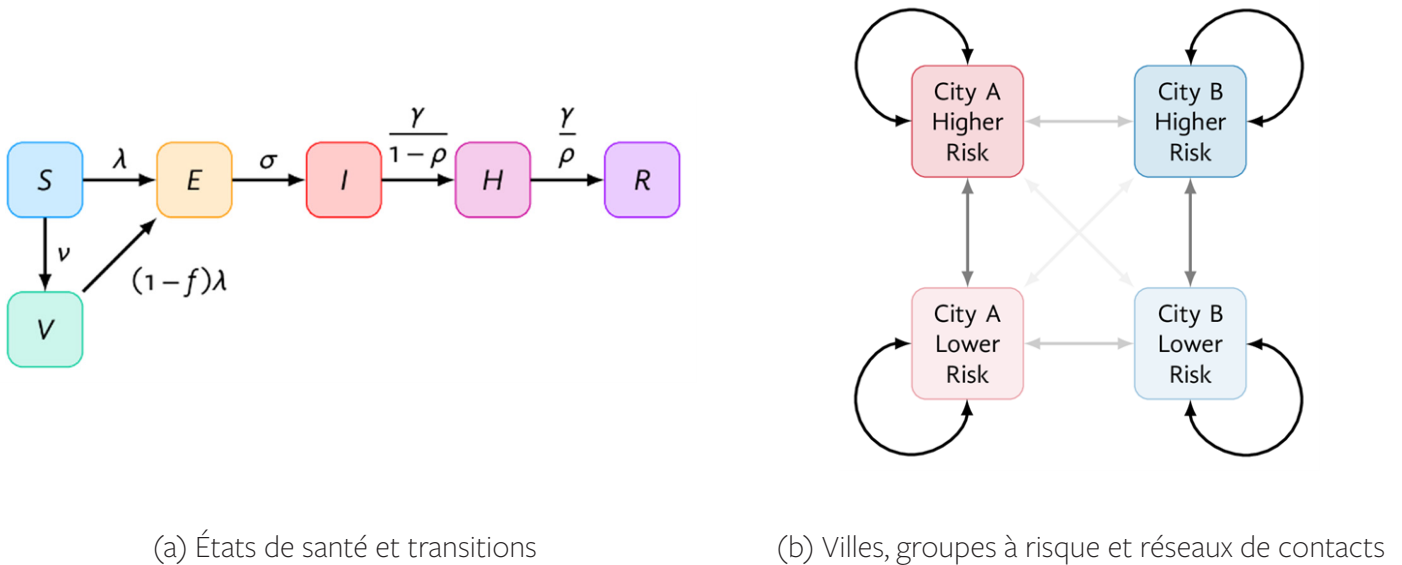 S
λ
E
σ
I
γ
1 − ρ
H
γ
ρ
R
ν
(1 − f)λ
V
City A
Higher
Risk
City B
Higher
Risk
City A
Lower
Risk
City B
Lower
Risk
(a) États de santé et transitions
(b) Villes, groupes à risque et réseaux de contacts